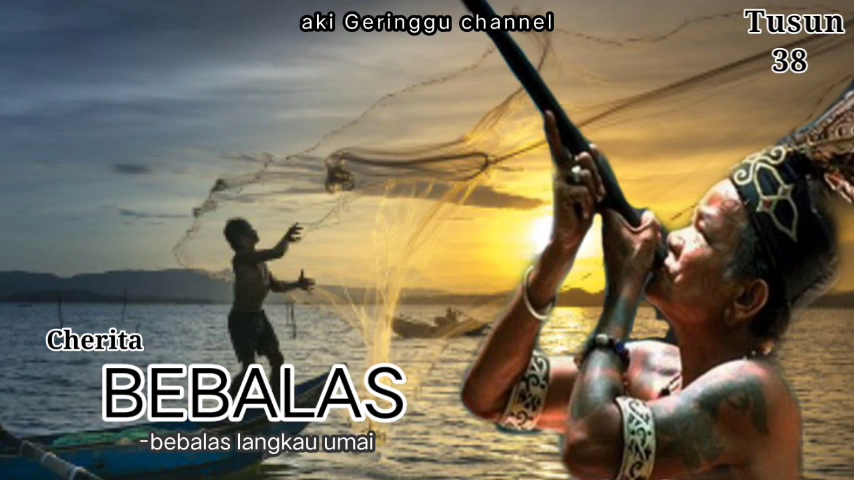 aki Geringgu channel
Tusun
38
Cherita
BEBALAS
-bebalas langkau umai